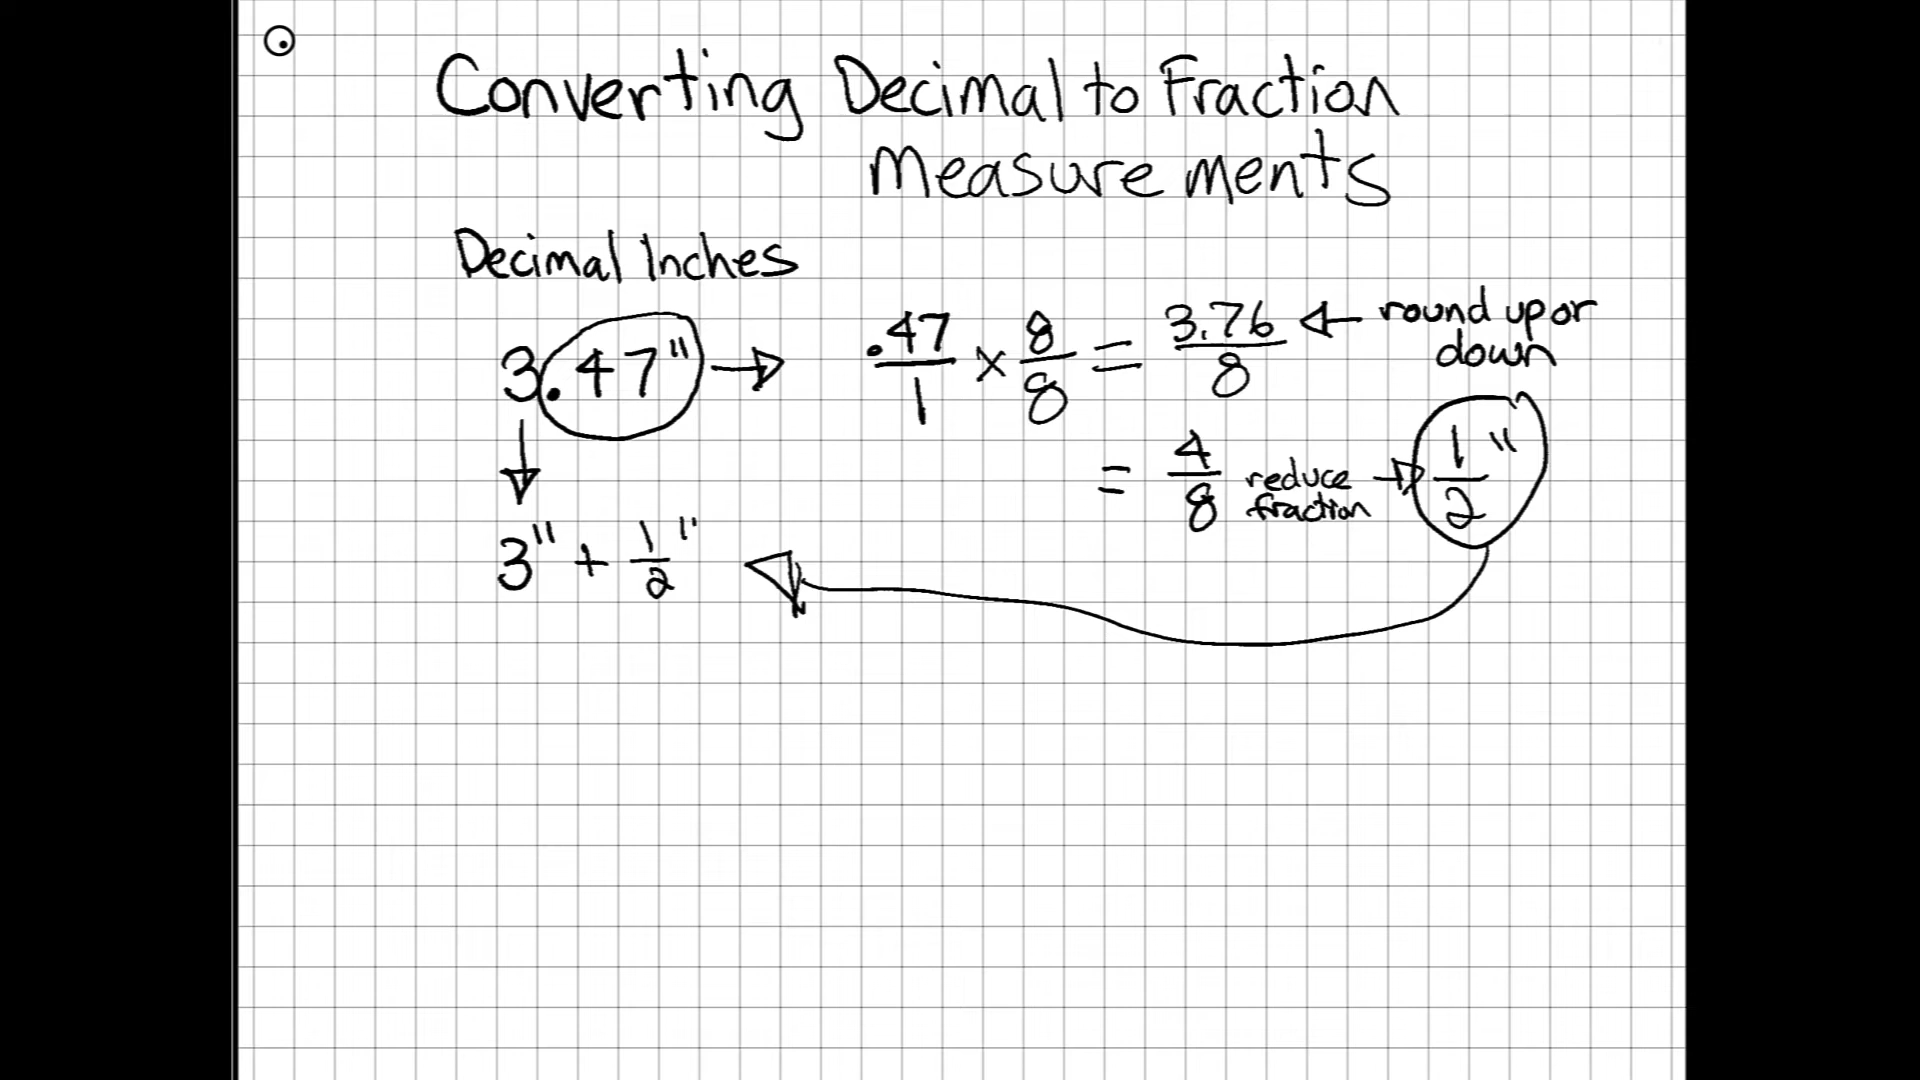 Converting Decimal to Fraction
Measurements
Decimal Inches
3.47" → .47/1 × 8/8 = 3.76/8 ← round up or
down
= 4/8 reduce
fraction → 1/2"
3" + 1/2"